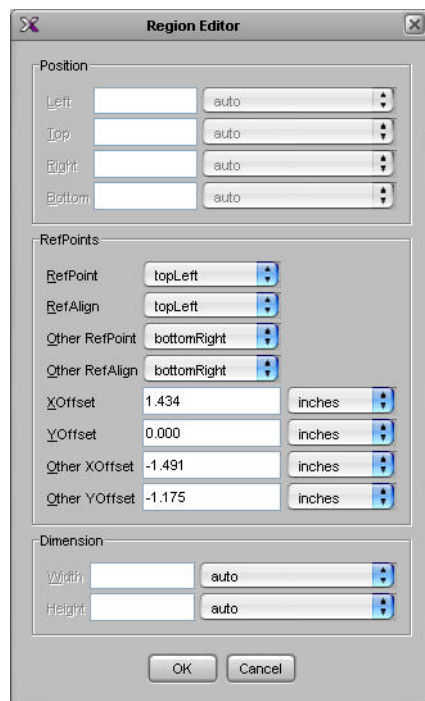 Region Editor
Position
Left auto
Top auto
Right auto
Bottom auto
RefPoints
RefPoint topLeft
RefAlign topLeft
Other RefPoint bottomRight
Other RefAlign bottomRight
XOffset 1.434 inches
YOffset 0.000 inches
Other XOffset -1.491 inches
Other YOffset -1.175 inches
Dimension
Width auto
Height auto
OK Cancel